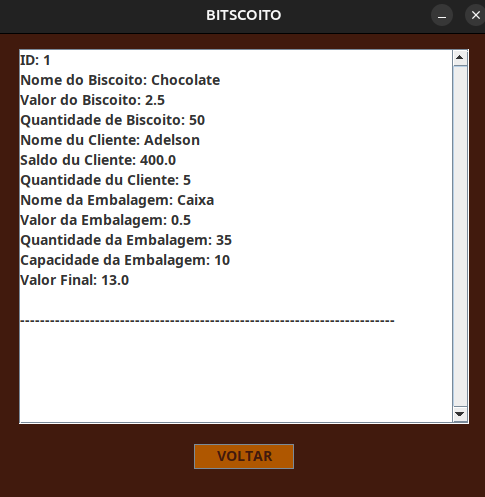 BITSCOITO
ID: 1
Nome do Biscoito: Chocolate
Valor do Biscoito: 2.5
Quantidade de Biscoito: 50
Nome du Cliente: Adelson
Saldo du Cliente: 400.0
Quantidade du Cliente: 5
Nome da Embalagem: Caixa
Valor da Embalagem: 0.5
Quantidade da Embalagem: 35
Capacidade da Embalagem: 10
Valor Final: 13.0
---------------------------------------------------------------------------
VOLTAR